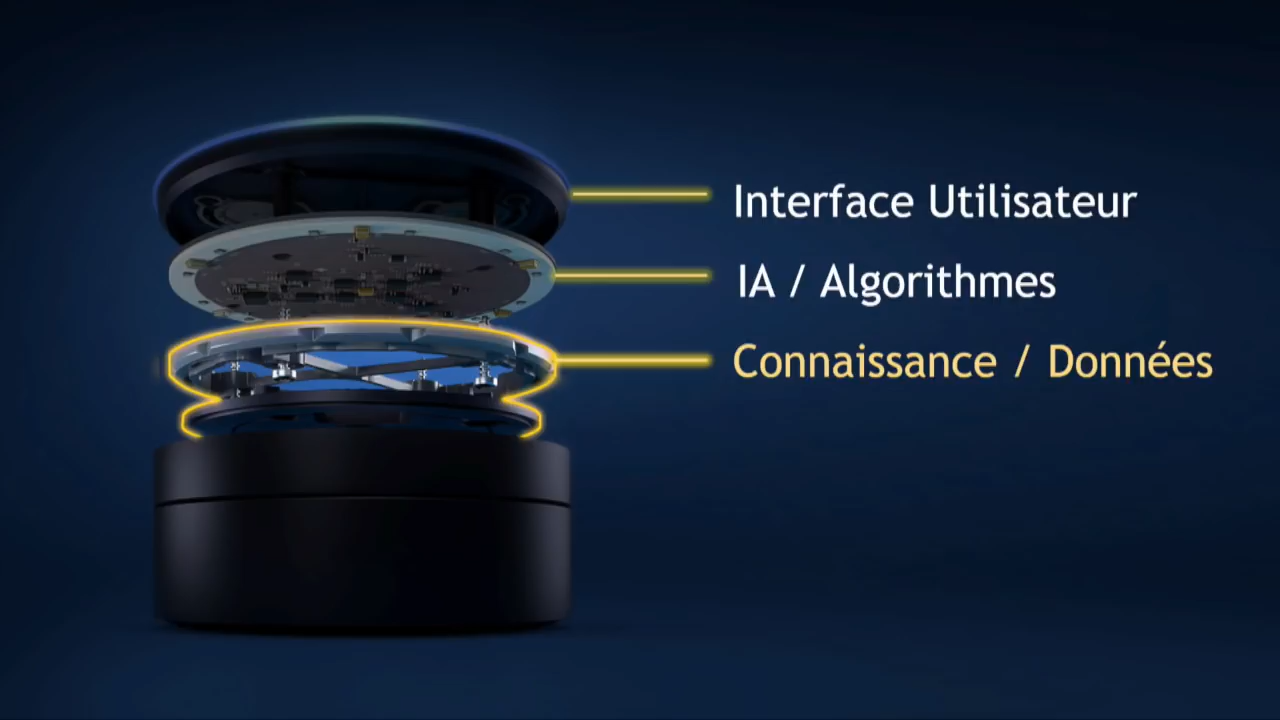 Interface Utilisateur
IA / Algorithmes
Connaissance / Données